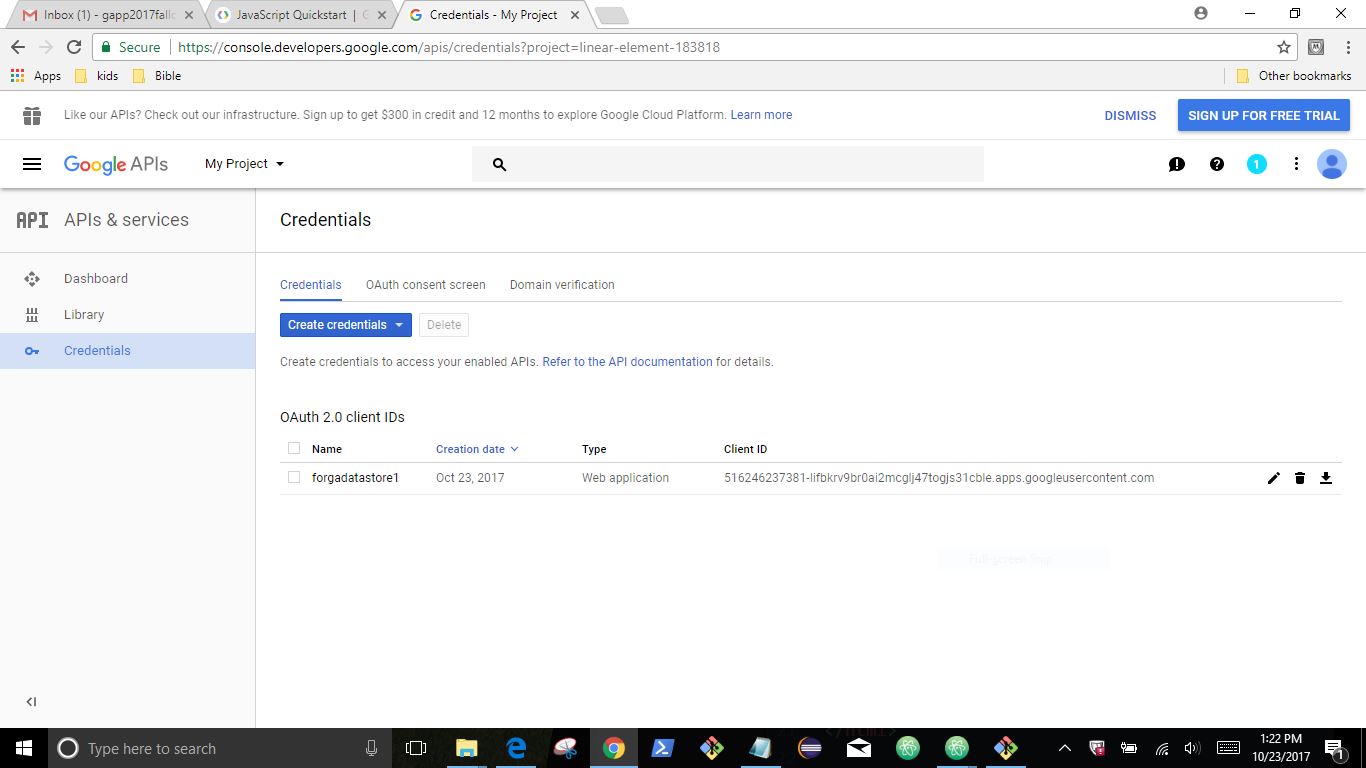 Inbox (1) - gapp2017fallc
JavaScript Quickstart | G
Credentials - My Project
Secure https://console.developers.google.com/apis/credentials?project=linear-element-183818
Apps kids Bible Other bookmarks
Like our APIs? Check out our infrastructure. Sign up to get $300 in credit and 12 months to explore Google Cloud Platform. Learn more DISMISS SIGN UP FOR FREE TRIAL
Google APIs My Project 1
API APIs & services Credentials
Dashboard
Library
Credentials
Credentials OAuth consent screen Domain verification
Create credentials Delete
Create credentials to access your enabled APIs. Refer to the API documentation for details.
OAuth 2.0 client IDs
Name Creation date Type Client ID
forgadatastore1 Oct 23, 2017 Web application 516246237381-lifbkrv9br0ai2mcglj47togjs31cble.apps.googleusercontent.com
Full-screen Snip
Type here to search
1:22 PM
10/23/2017
1